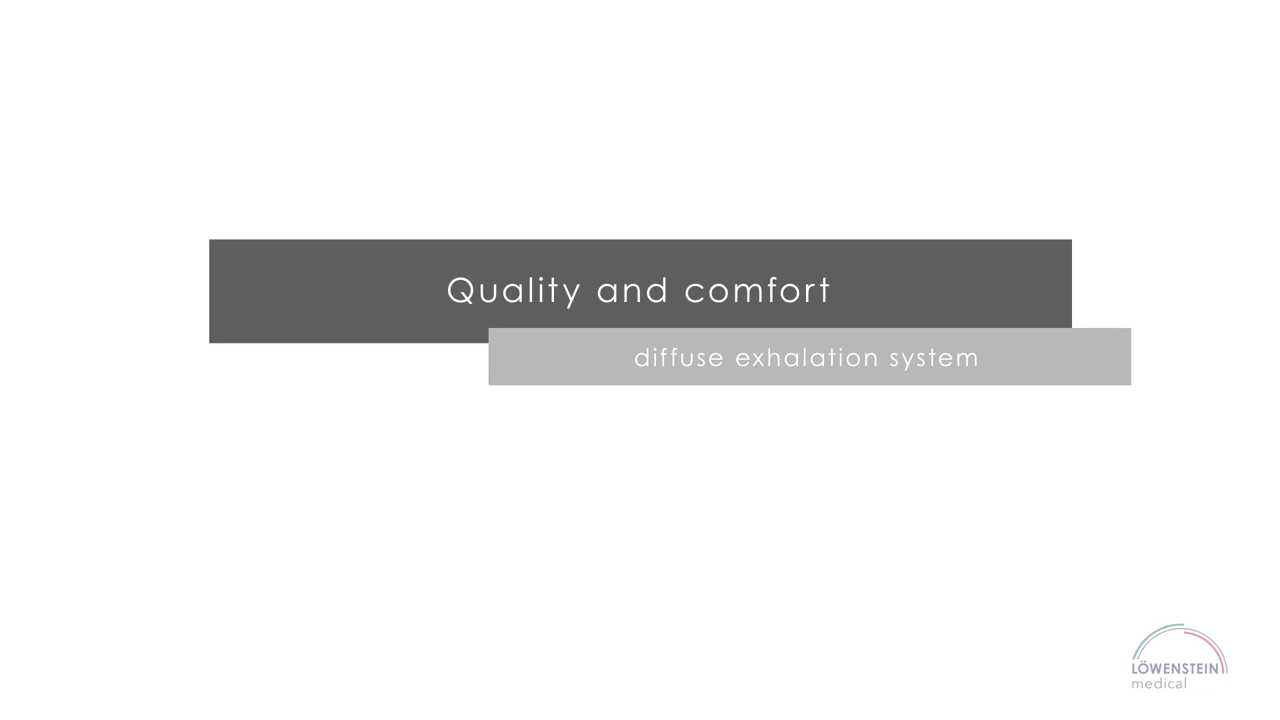 Quality and comfort
diffuse exhalation system
LÖWENSTEIN
medical